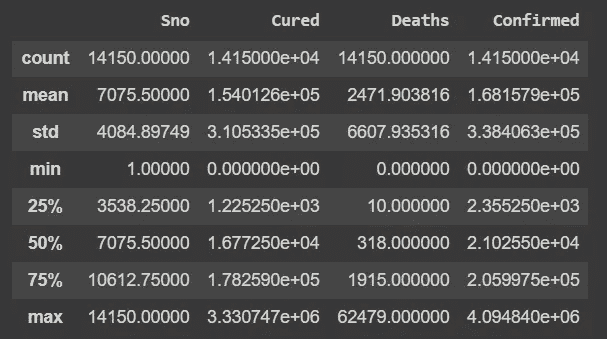 Sno Cured Deaths Confirmed
count 14150.00000 1.415000e+04 14150.000000 1.415000e+04
mean 7075.50000 1.540126e+05 2471.903816 1.681579e+05
std 4084.89749 3.105335e+05 6607.935316 3.384063e+05
min 1.00000 0.000000e+00 0.000000 0.000000e+00
25% 3538.25000 1.225250e+03 10.000000 2.355250e+03
50% 7075.50000 1.677250e+04 318.000000 2.102550e+04
75% 10612.75000 1.782590e+05 1915.000000 2.059975e+05
max 14150.00000 3.330747e+06 62479.000000 4.094840e+06